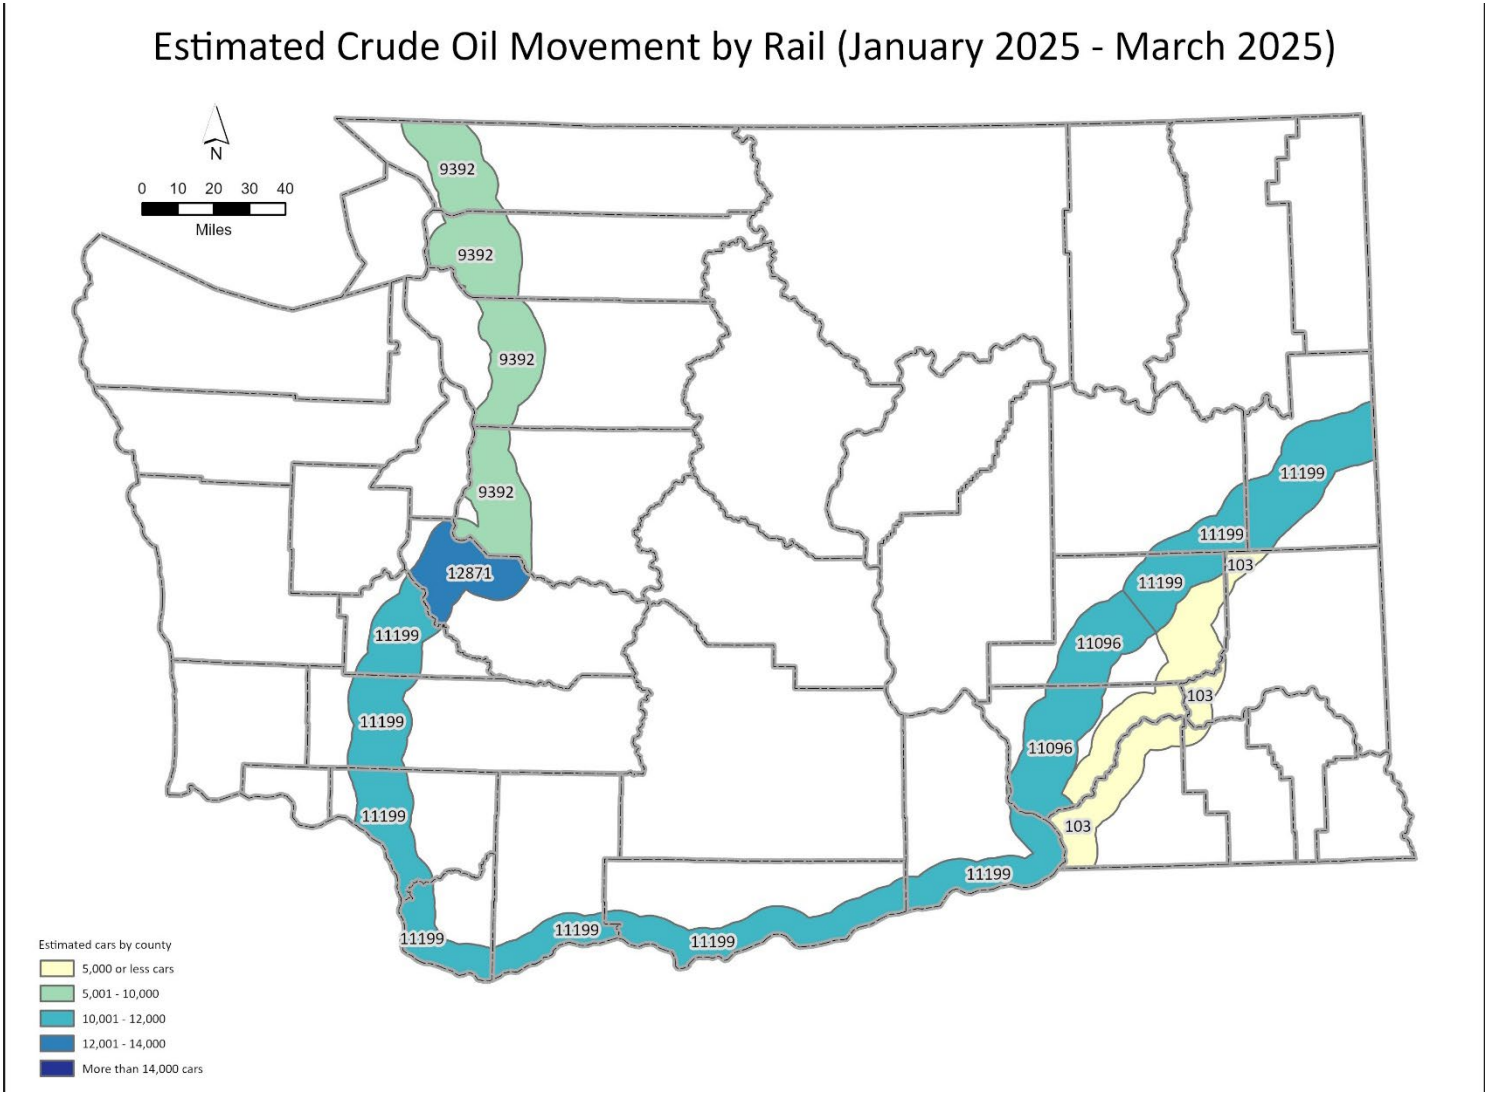 Estimated Crude Oil Movement by Rail (January 2025 - March 2025)
N
0 10 20 30 40
Miles
9392
9392
9392
9392
12871
11199
11199
11199
11199
11199
11199
11199
11096
11096
11199
11199
11199
103
103
103
Estimated cars by county
5,000 or less cars
5,001 - 10,000
10,001 - 12,000
12,001 - 14,000
More than 14,000 cars